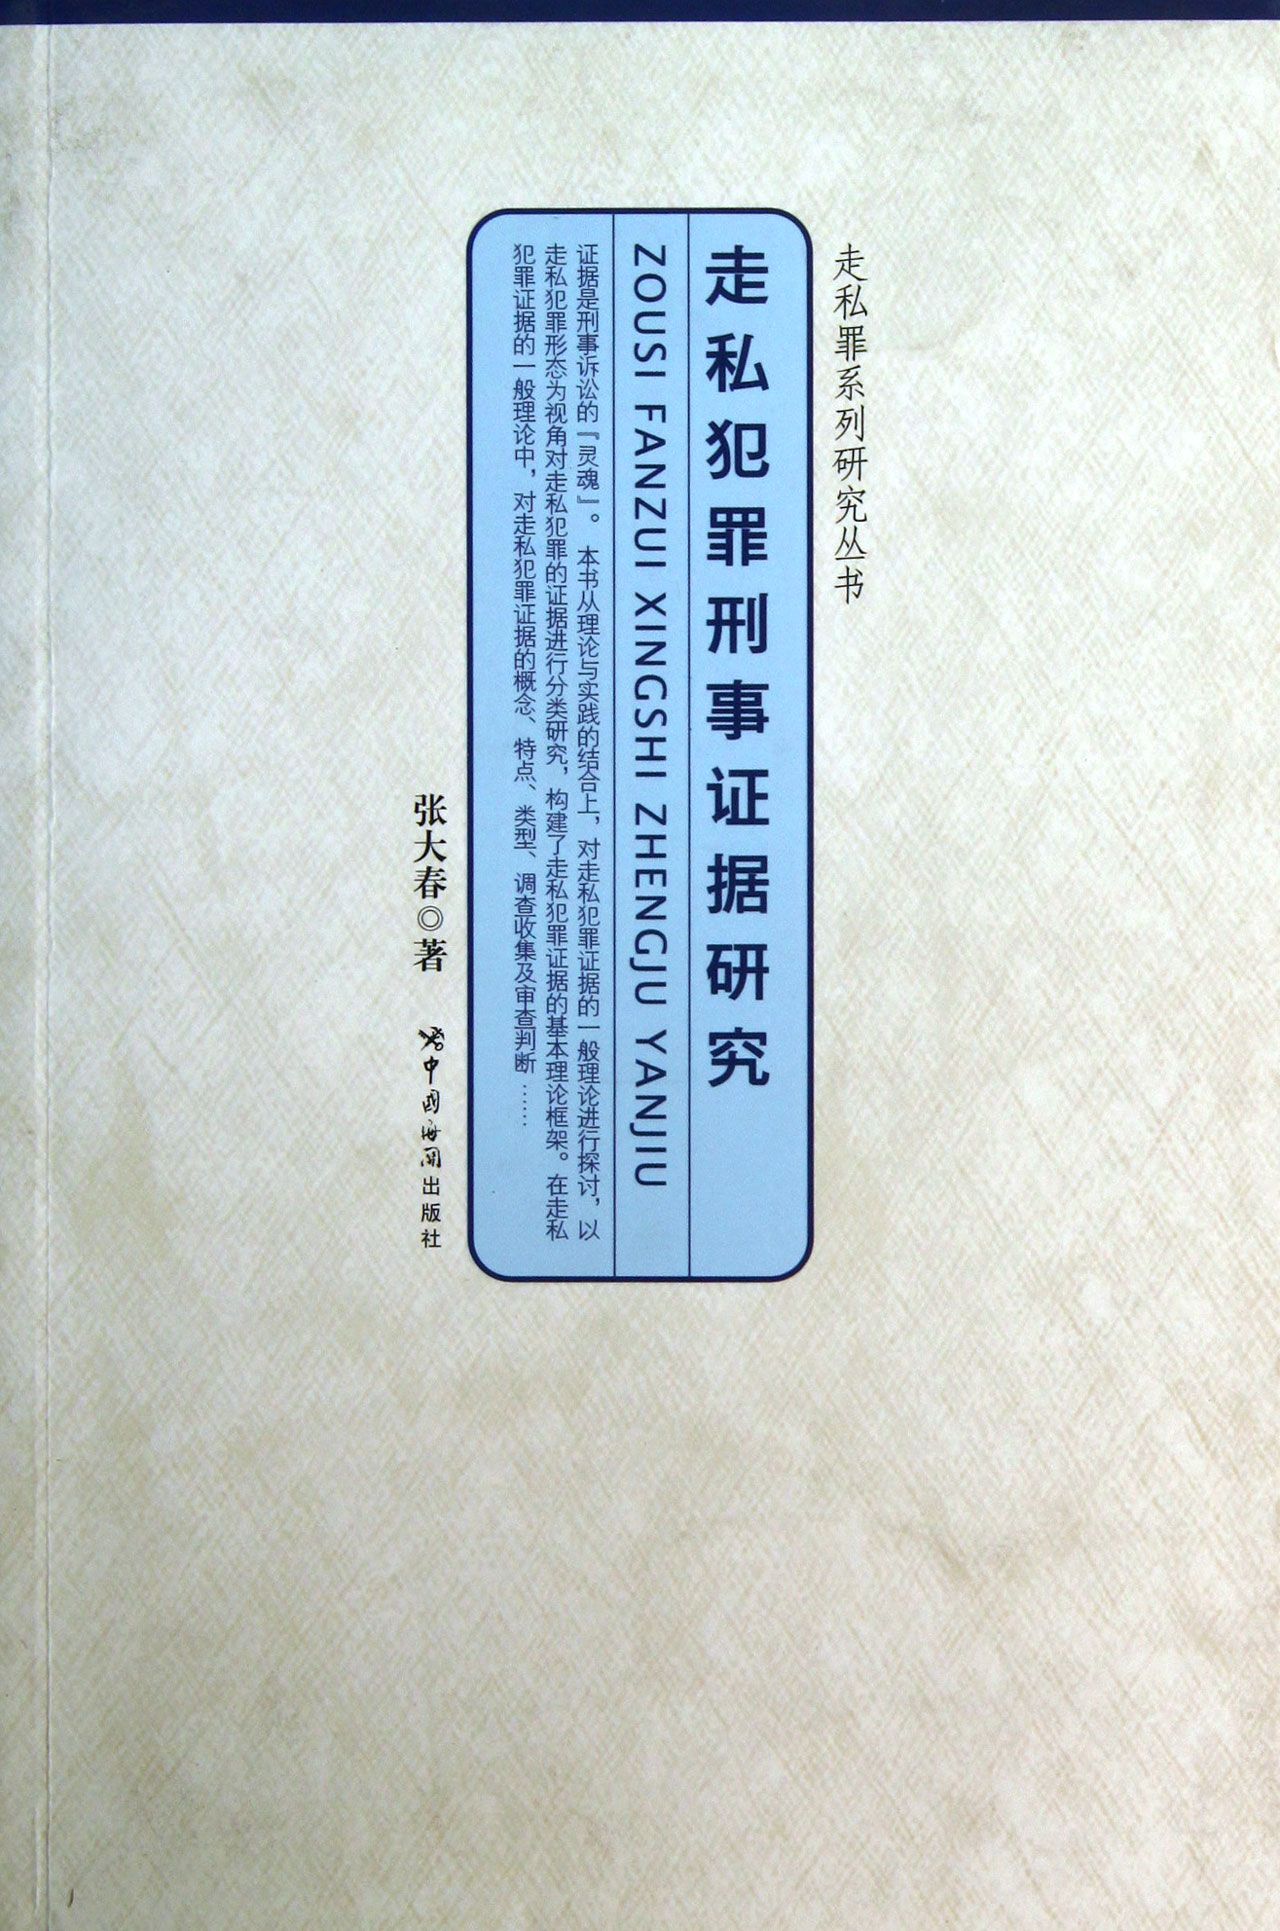 走私罪系列研究丛书
走私犯罪刑事证据研究
ZOUSI FANZUI XINGSHI ZHENGJU YANJIU
证据是刑事诉讼的『灵魂』。本书从理论与实践的结合上，对走私犯罪证据的一般理论进行探讨，以
走私犯罪形态为视角对走私犯罪的证据进行分类研究，构建了走私犯罪证据的基本理论框架。在走私
犯罪证据的一般理论中，对走私犯罪证据的概念、特点、类型、调查收集及审查判断……
张大春◎著
中國海関出版社